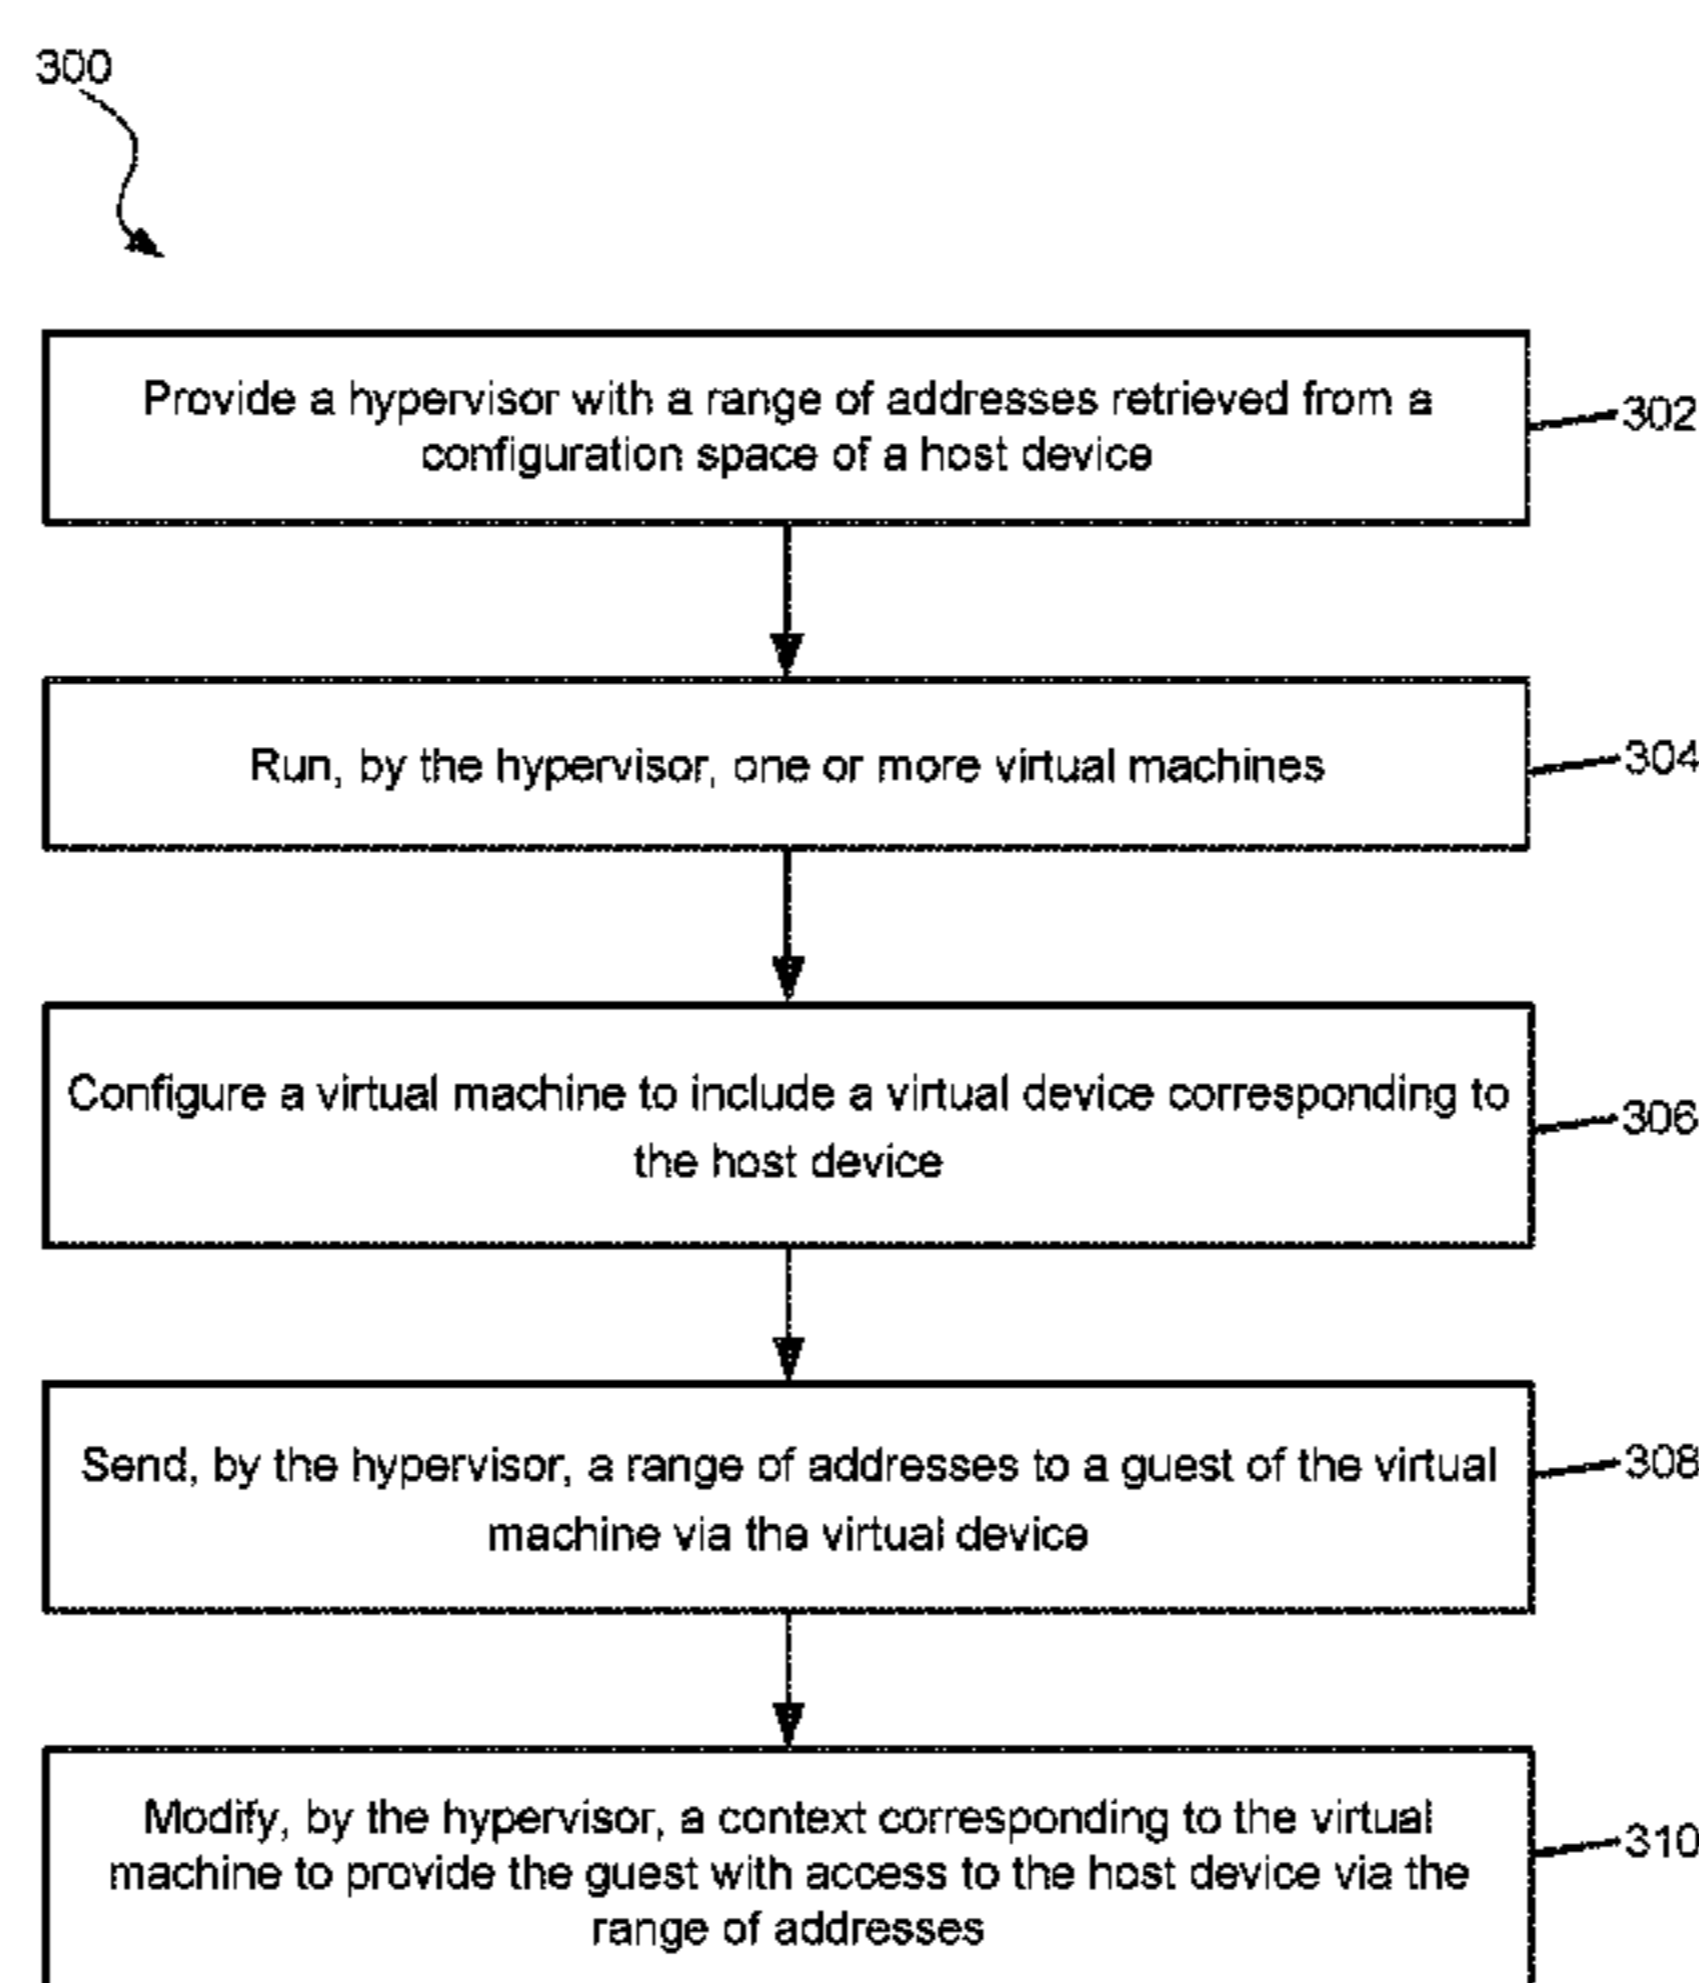 300
Provide a hypervisor with a range of addresses retrieved from a
configuration space of a host device
302
Run, by the hypervisor, one or more virtual machines
304
Configure a virtual machine to include a virtual device corresponding to
the host device
306
Send, by the hypervisor, a range of addresses to a guest of the virtual
machine via the virtual device
308
Modify, by the hypervisor, a context corresponding to the virtual
machine to provide the guest with access to the host device via the
range of addresses
310